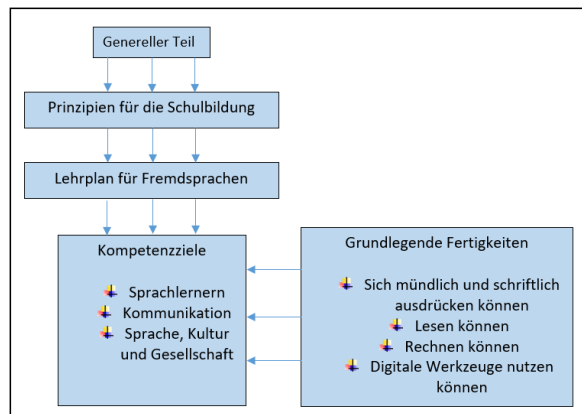 Genereller Teil
Prinzipien für die Schulbildung
Lehrplan für Fremdsprachen
Kompetenzziele
Sprachlernern
Kommunikation
Sprache, Kultur
und Gesellschaft
Grundlegende Fertigkeiten
Sich mündlich und schriftlich
ausdrücken können
Lesen können
Rechnen können
Digitale Werkzeuge nutzen
können